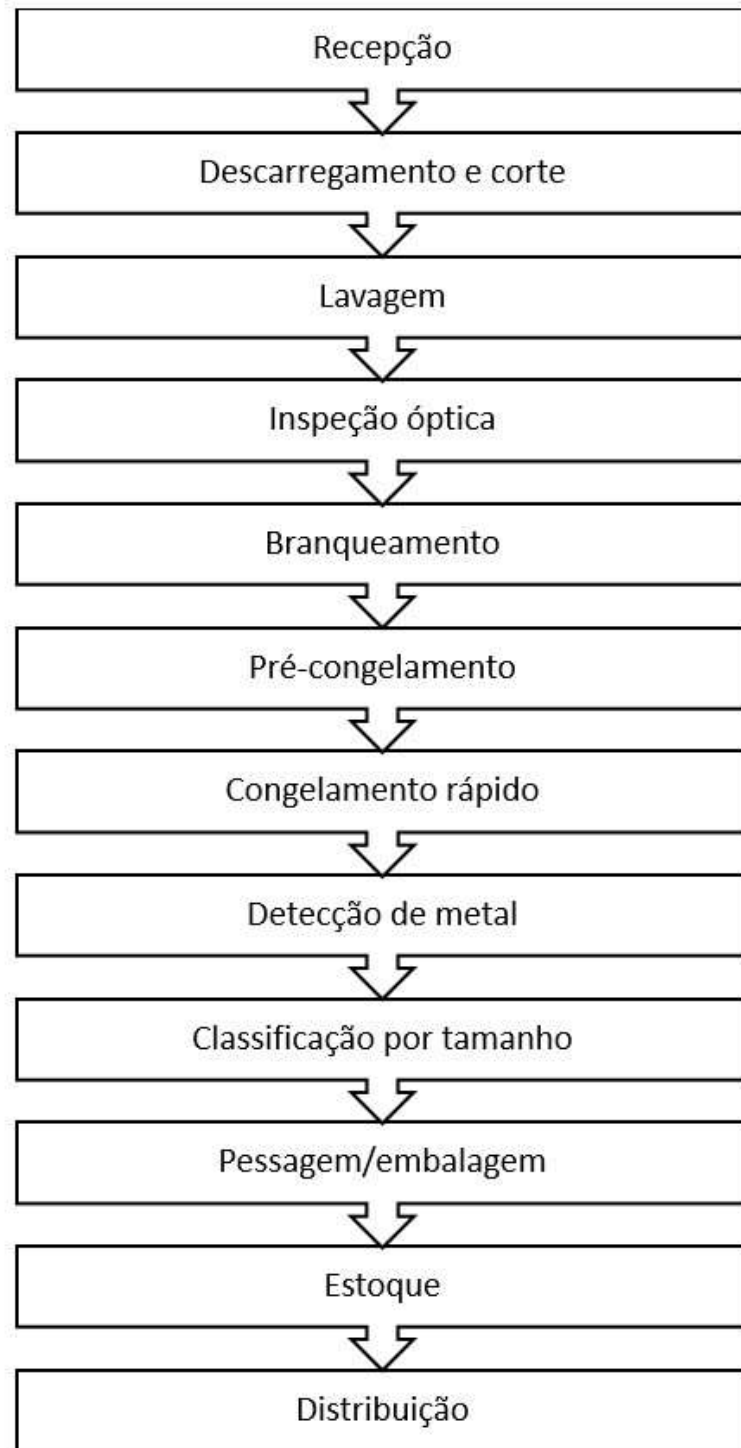 Recepção
Descarregamento e corte
Lavagem
Inspeção óptica
Branqueamento
Pré-congelamento
Congelamento rápido
Detecção de metal
Classificação por tamanho
Pessagem/embalagem
Estoque
Distribuição